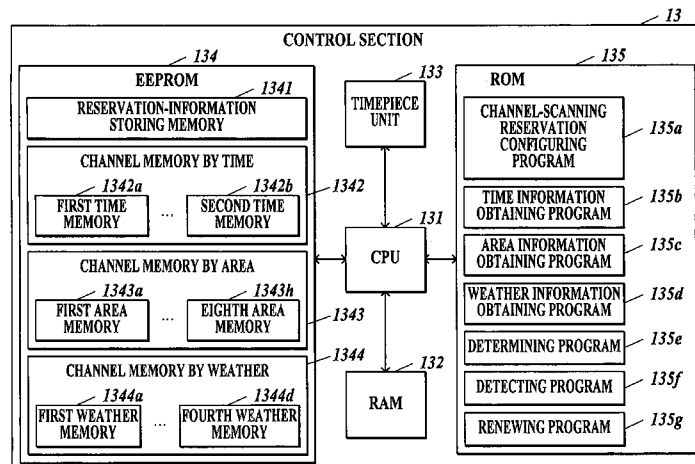 13
CONTROL SECTION
134
EEPROM
1341
RESERVATION-INFORMATION
STORING MEMORY
CHANNEL MEMORY BY TIME
1342a
1342b
1342
FIRST TIME
MEMORY
...
SECOND TIME
MEMORY
CHANNEL MEMORY BY AREA
1343a
1343h
FIRST AREA
MEMORY
...
EIGHTH AREA
MEMORY
1343
1344
CHANNEL MEMORY BY WEATHER
1344a
1344d
FIRST WEATHER
MEMORY
...
FOURTH WEATHER
MEMORY
133
TIMEPIECE
UNIT
131
CPU
132
RAM
135
ROM
CHANNEL-SCANNING
RESERVATION
CONFIGURING
PROGRAM
135a
TIME INFORMATION
OBTAINING PROGRAM
135b
AREA INFORMATION
OBTAINING PROGRAM
135c
WEATHER INFORMATION
OBTAINING PROGRAM
135d
DETERMINING PROGRAM
135e
DETECTING PROGRAM
135f
RENEWING PROGRAM
135g